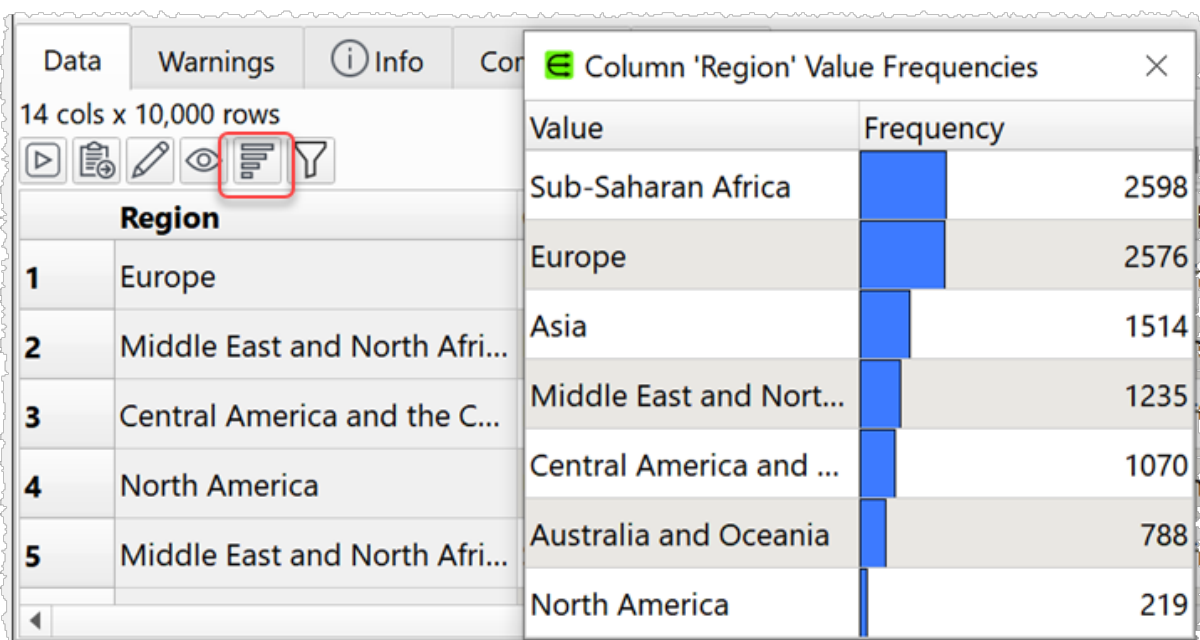 Data
Warnings
Info
Cor
14 cols x 10,000 rows
Region
1 Europe
2 Middle East and North Afri...
3 Central America and the C...
4 North America
5 Middle East and North Afri...
Column 'Region' Value Frequencies
Value Frequency
Sub-Saharan Africa 2598
Europe 2576
Asia 1514
Middle East and Nort... 1235
Central America and ... 1070
Australia and Oceania 788
North America 219